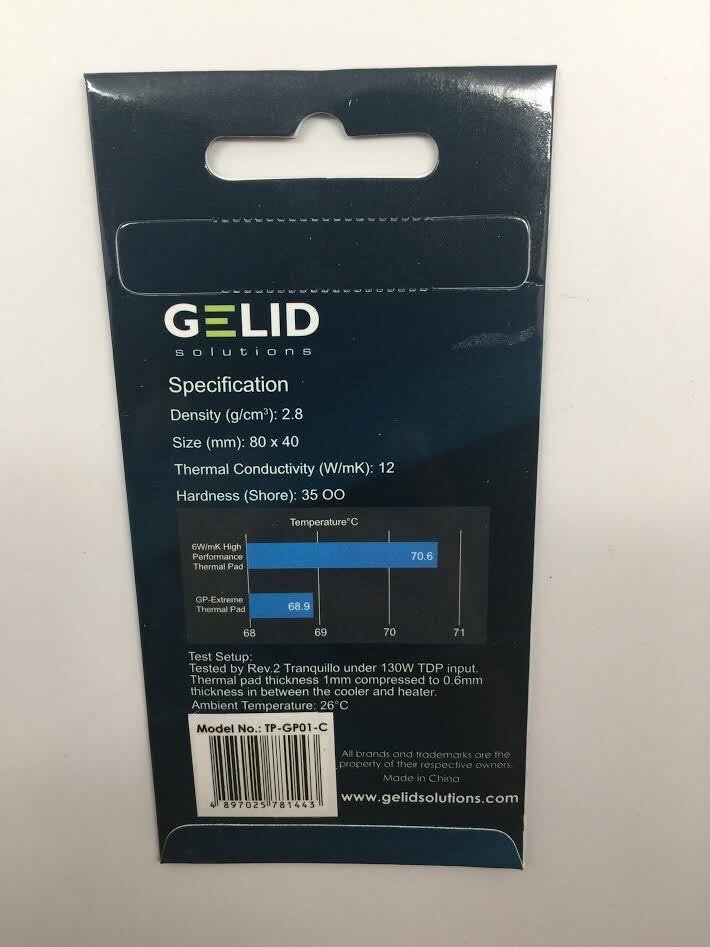 GELID
solutions
Specification
Density (g/cm³): 2.8
Size (mm): 80 x 40
Thermal Conductivity (W/mK): 12
Hardness (Shore): 35 OO
Temperature°C
6W/mK High
Performance
Thermal Pad
70.6
GP-Extreme
Thermal Pad
68.9
68 69 70 71
Test Setup:
Tested by Rev.2 Tranquillo under 130W TDP input.
Thermal pad thickness 1mm compressed to 0.6mm
thickness in between the cooler and heater.
Ambient Temperature: 26°C
Model No.: TP-GP01-C
4 897025 781443
All brands and trademarks are the
property of their respective owners.
Made in China
www.gelidsolutions.com